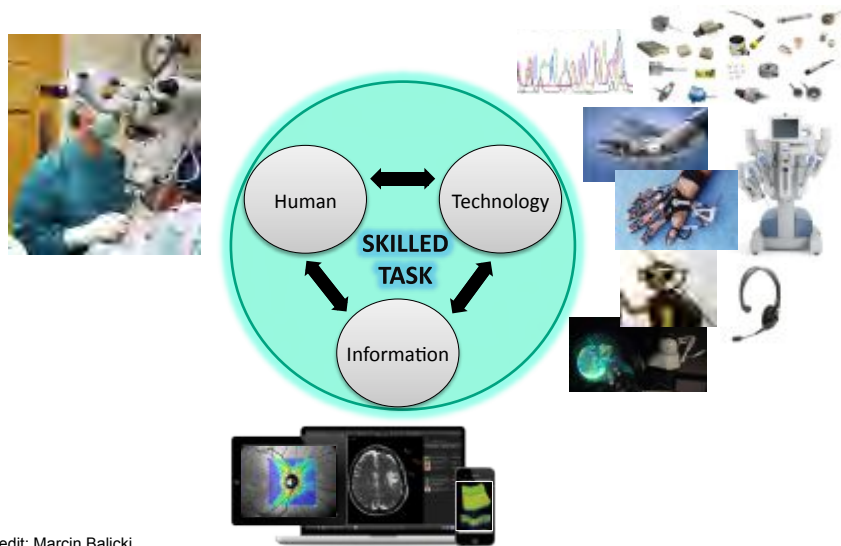 Human
Technology
SKILLED
TASK
Information
edit: Marcin Balicki